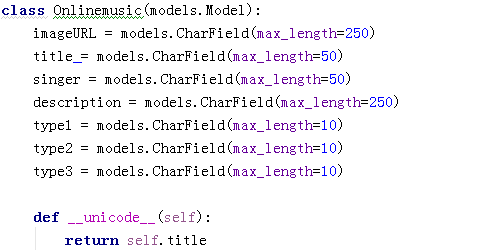 class Onlinemusic(models.Model):
    imageURL = models.CharField(max_length=250)
    title = models.CharField(max_length=50)
    singer = models.CharField(max_length=50)
    description = models.CharField(max_length=250)
    type1 = models.CharField(max_length=10)
    type2 = models.CharField(max_length=10)
    type3 = models.CharField(max_length=10)
    def __unicode__(self):
        return self.title